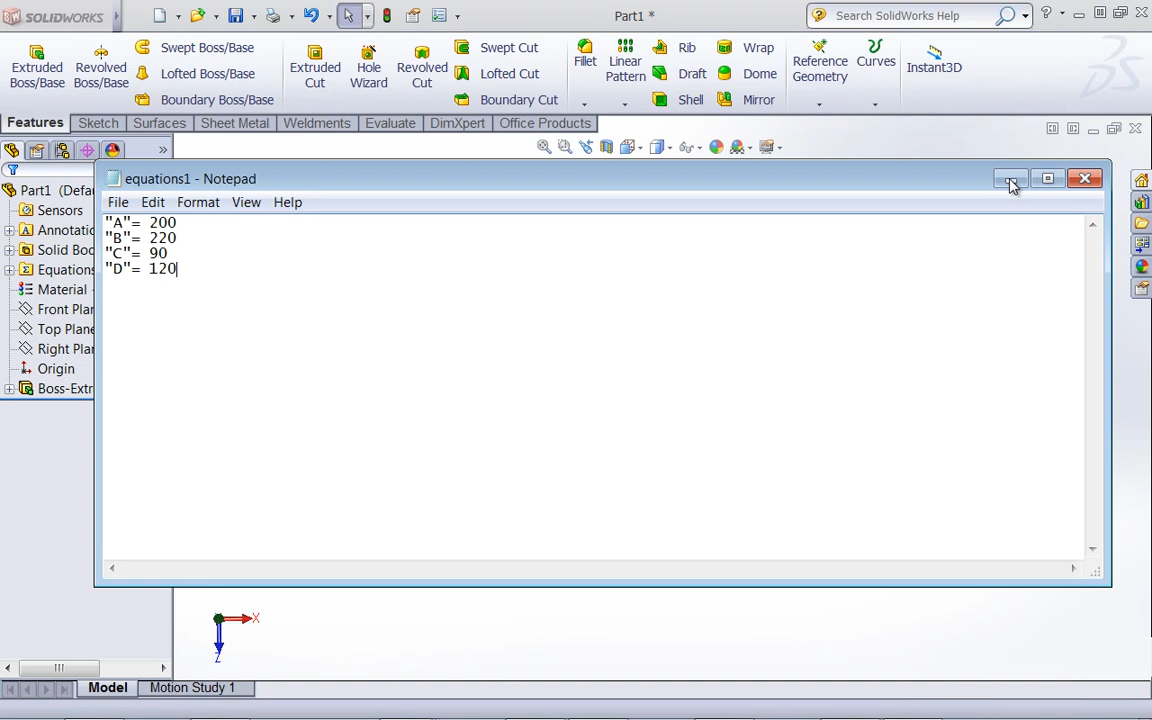 SOLIDWORKS
Part1 *
Search SolidWorks Help
Extruded Boss/Base
Revolved Boss/Base
Swept Boss/Base
Lofted Boss/Base
Boundary Boss/Base
Extruded Cut
Hole Wizard
Revolved Cut
Swept Cut
Lofted Cut
Boundary Cut
Fillet
Linear Pattern
Rib
Draft
Shell
Wrap
Dome
Mirror
Reference Geometry
Curves
Instant3D
Features Sketch Surfaces Sheet Metal Weldments Evaluate DimXpert Office Products
Part1 (Defa
Sensors
Annotatio
Solid Boo
Equations
Material
Front Plar
Top Plane
Right Plar
Origin
Boss-Extr
equations1 - Notepad
File Edit Format View Help
"A"= 200
"B"= 220
"C"= 90
"D"= 120
X
Z
Model Motion Study 1